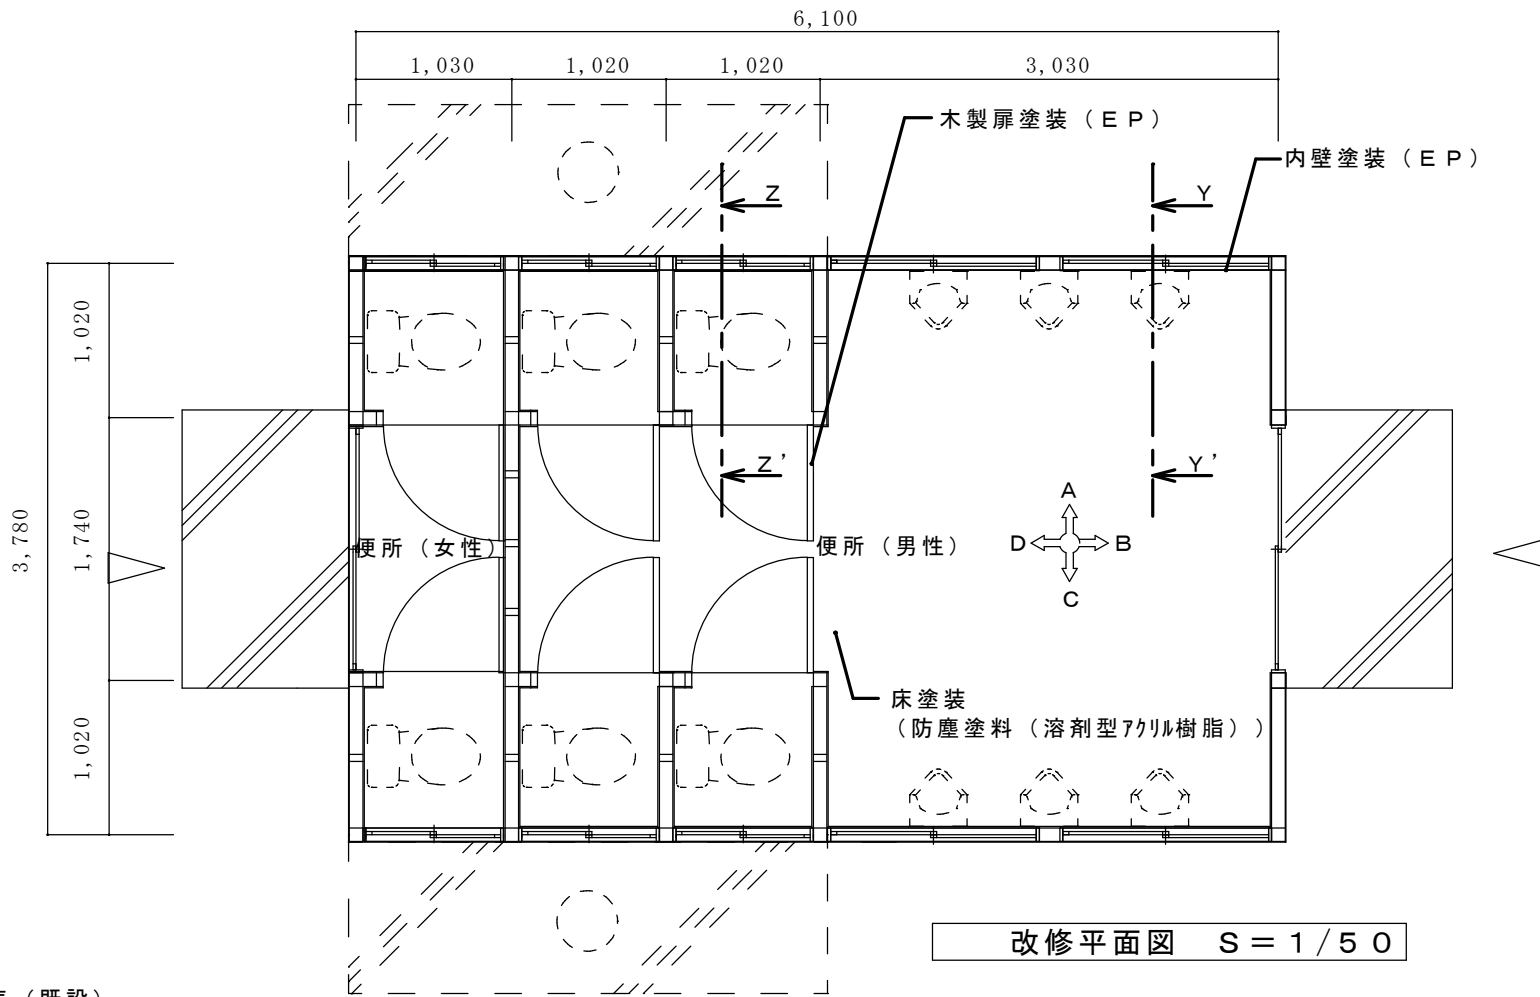 6,100
1,030
1,020
1,020
3,030
木製扉塗装（ＥＰ）
内壁塗装（ＥＰ）
Z
Y
1,020
3,780
1,740
1,020
Z'
Y'
A
D
B
C
便所（女性）
便所（男性）
床塗装
（防塵塗料（溶剤型ｱｸﾘﾙ樹脂））
改修平面図　Ｓ＝１/５０
（既設）